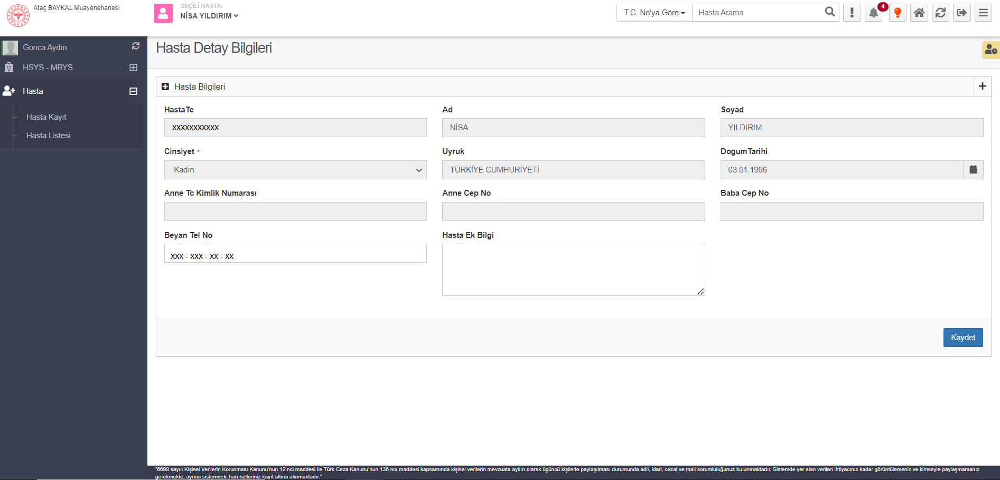 Ataç BAYKAL Muayenehanesi
SEÇİLİ HASTA:
NİSA YILDIRIM
T.C. No'ya Göre
Hasta Arama
4
Gonca Aydın
HSYS - MBYS
Hasta
Hasta Kayıt
Hasta Listesi
Hasta Detay Bilgileri
Hasta Bilgileri
HastaTc
Ad
Soyad
XXXXXXXXXXX
NİSA
YILDIRIM
Cinsiyet *
Uyruk
DogumTarihi
Kadın
TÜRKİYE CUMHURİYETİ
03.01.1996
Anne Tc Kimlik Numarası
Anne Cep No
Baba Cep No
Beyan Tel No
Hasta Ek Bilgi
XXX - XXX - XX - XX
Kaydet
"6698 sayılı Kişisel Verilerin Korunması Kanunu'nun 12 nci maddesi ile Türk Ceza Kanunu'nun 136 ncı maddesi kapsamında kişisel verilerin mevzuata aykırı olarak üçüncü kişilerle paylaşılması durumunda adli, idari, cezai ve mali sorumluluğunuz bulunmaktadır. Sistemde yer alan verileri ihtiyacınız kadar görüntülemeniz ve kimseyle paylaşmamanız
gerekmekte, ayrıca sistemdeki hareketleriniz kayıt altına alınmaktadır."